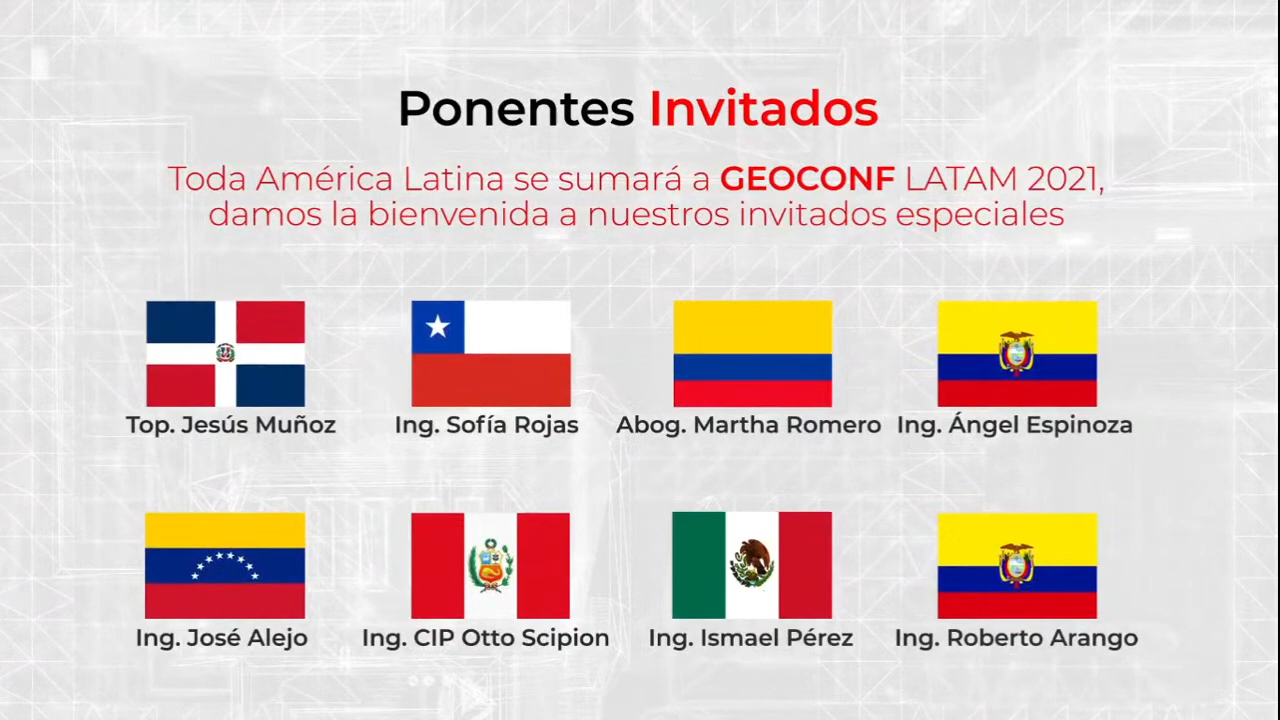 Ponentes Invitados
Toda América Latina se sumará a GEOCONF LATAM 2021,
damos la bienvenida a nuestros invitados especiales
Top. Jesús Muñoz
Ing. Sofía Rojas
Abog. Martha Romero
Ing. Ángel Espinoza
Ing. José Alejo
Ing. CIP Otto Scipion
Ing. Ismael Pérez
Ing. Roberto Arango